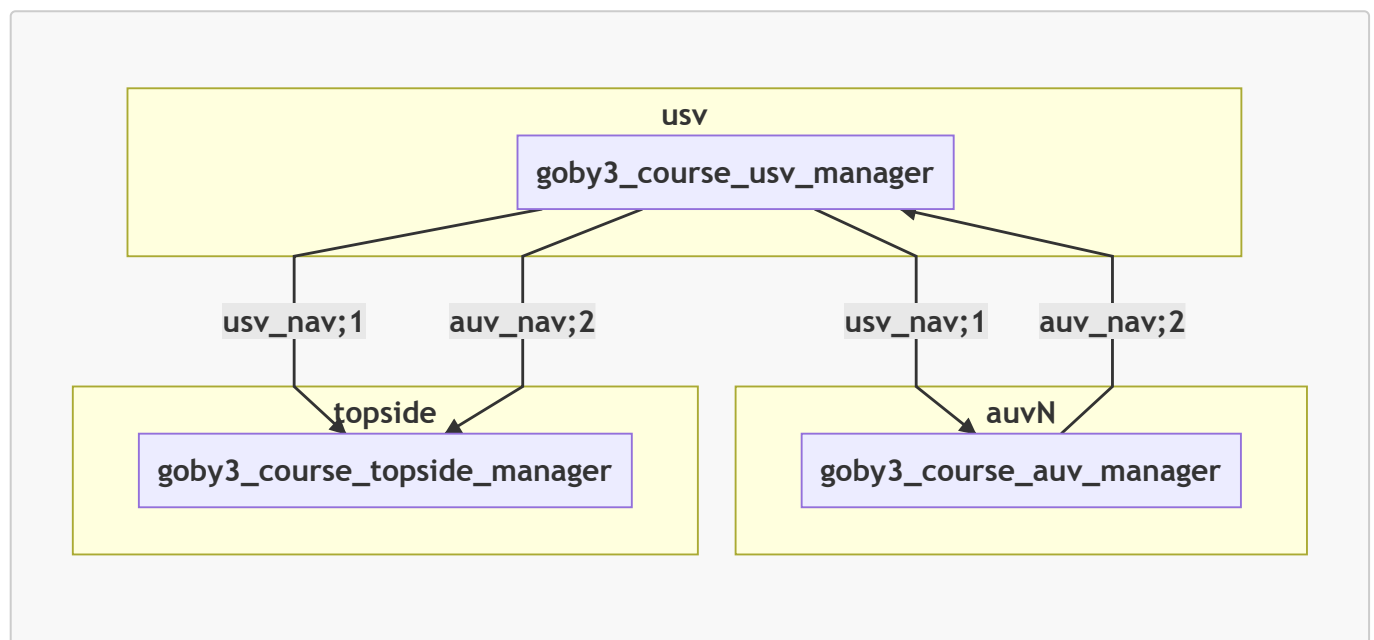 usv
goby3_course_usv_manager
usv_nav;1
auv_nav;2
usv_nav;1
auv_nav;2
topside
goby3_course_topside_manager
auvN
goby3_course_auv_manager